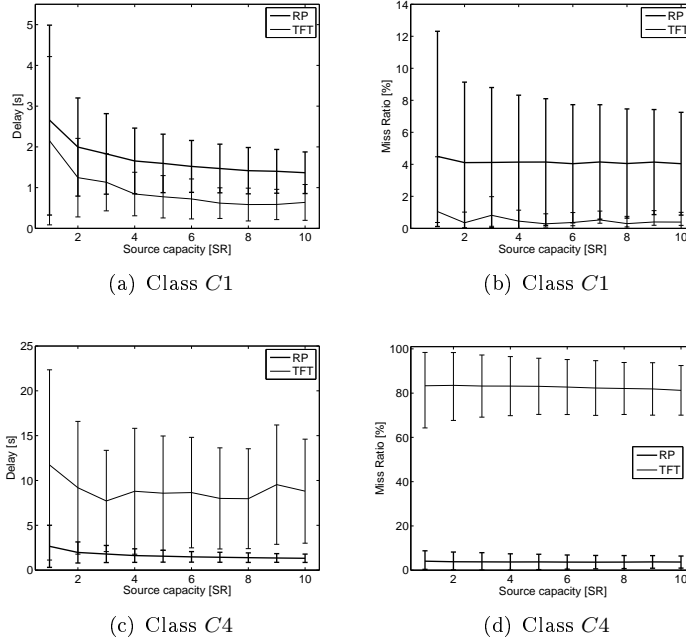 5
4
3
2
1
0
Delay [s]
2 4 6 8 10
Source capacity [SR]
RP
TFT
(a) Class C1
14
12
10
8
6
4
2
0
Miss Ratio [%]
2 4 6 8 10
Source capacity [SR]
RP
TFT
(b) Class C1
25
20
15
10
5
0
Delay [s]
2 4 6 8 10
Source capacity [SR]
RP
TFT
(c) Class C4
100
80
60
40
20
0
Miss Ratio [%]
2 4 6 8 10
Source capacity [SR]
RP
TFT
(d) Class C4